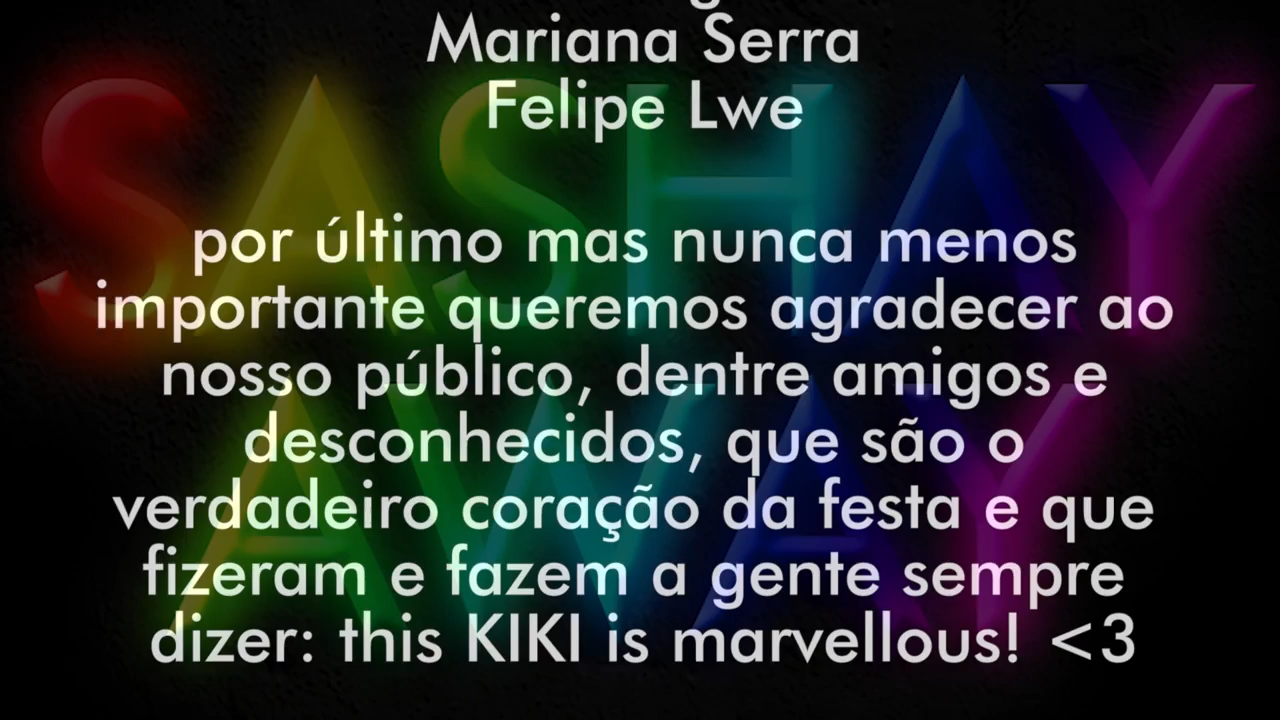 Mariana Serra
Felipe Lwe
por último mas nunca menos
importante queremos agradecer ao
nosso público, dentre amigos e
desconhecidos, que são o
verdadeiro coração da festa e que
fizeram e fazem a gente sempre
dizer: this KIKI is marvellous! <3
SASHAY
AWAY